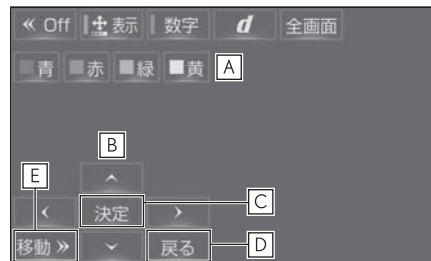 « Off 表示 数字 d 全画面
青 赤 緑 黄 A
B
E ^
< 決定 > C
移動 » ⌄ 戻る D